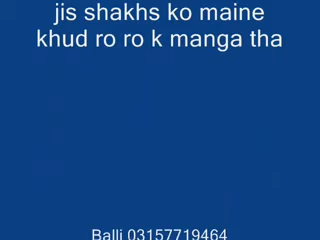 jis shakhs ko maine
khud ro ro k manga tha
Balli 03157719464